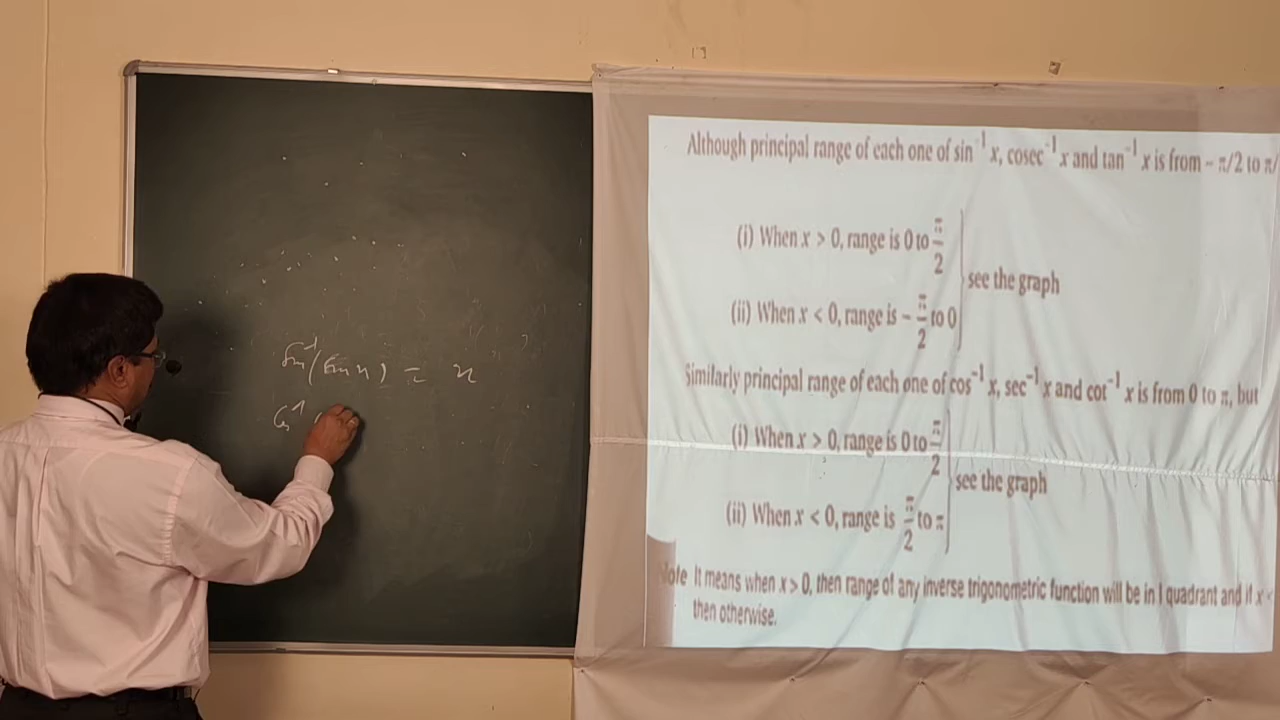 sin⁻¹(sin x) = x
cos⁻¹ (
Although principal range of each one of sin⁻¹ x, cosec⁻¹ x and tan⁻¹ x is from − π/2 to π/
(i) When x > 0, range is 0 to π/2
see the graph
(ii) When x < 0, range is − π/2 to 0
Similarly principal range of each one of cos⁻¹ x, sec⁻¹ x and cot⁻¹ x is from 0 to π, but
(i) When x > 0, range is 0 to π/2
see the graph
(ii) When x < 0, range is π/2 to π
Note It means when x > 0, then range of any inverse trigonometric function will be in I quadrant and if x <
then otherwise.